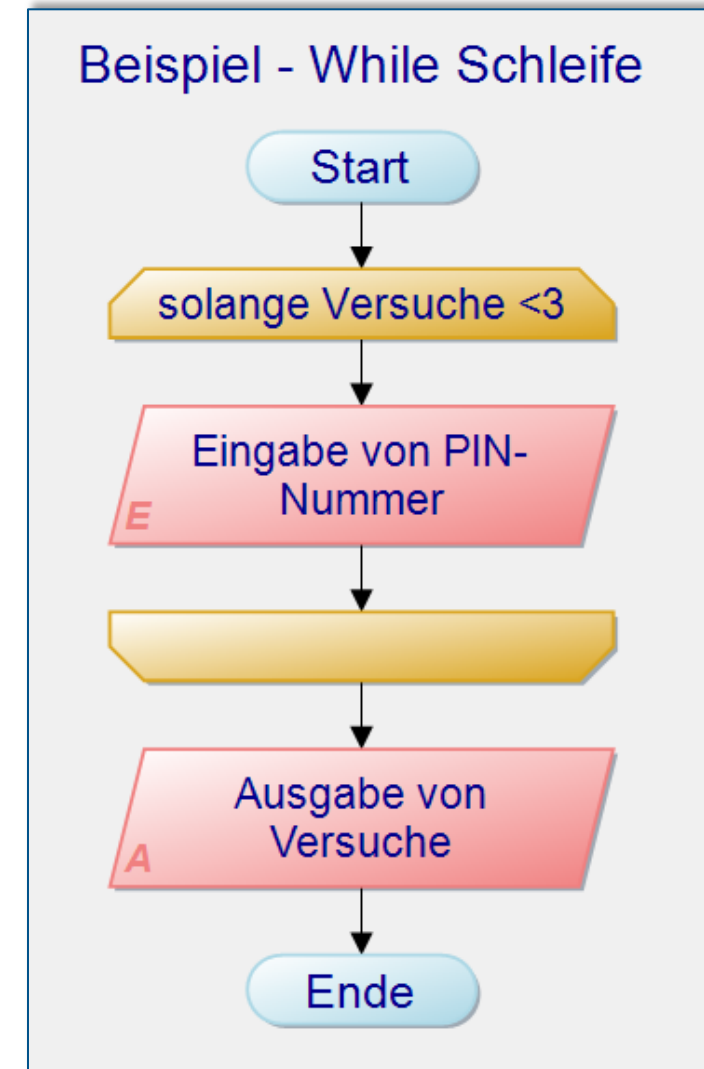 Beispiel - While Schleife
Start
solange Versuche <3
Eingabe von PIN-
Nummer
E
Ausgabe von
Versuche
A
Ende